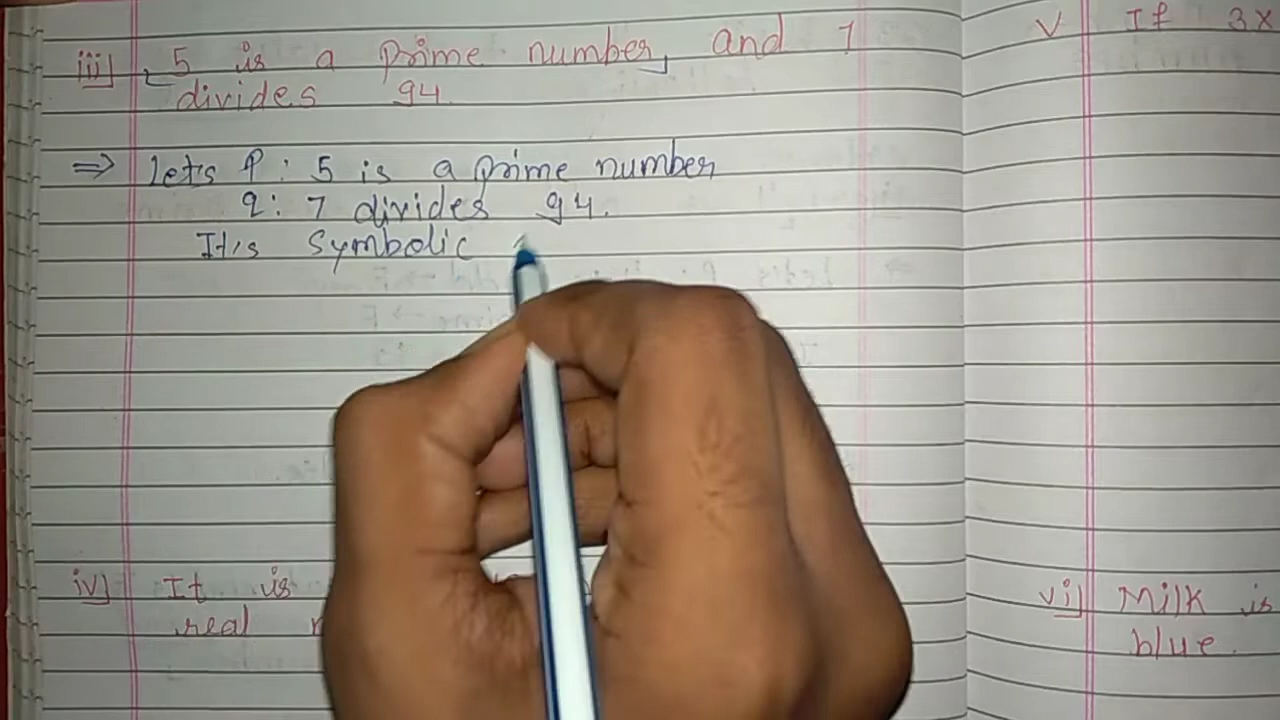 iii] 5 is a prime number, and 7
divides 94.
⇒ Let's P : 5 is a prime number
q : 7 divides 94.
It's Symbolic
iv] It is
real
V If 3x
vi] Milk is
blue.